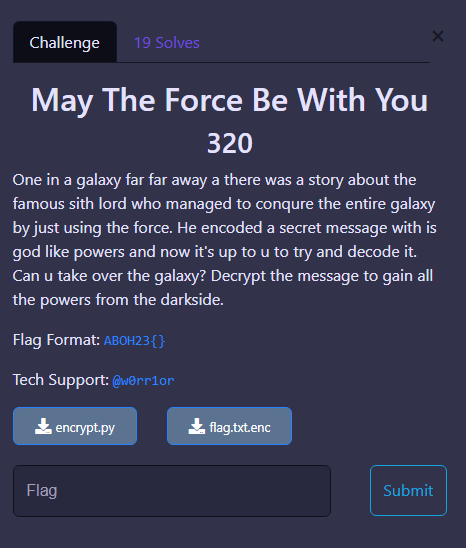 Challenge
19 Solves
×
May The Force Be With You
320
One in a galaxy far far away a there was a story about the
famous sith lord who managed to conqure the entire galaxy
by just using the force. He encoded a secret message with is
god like powers and now it's up to u to try and decode it.
Can u take over the galaxy? Decrypt the message to gain all
the powers from the darkside.
Flag Format: ABOH23{}
Tech Support: @w0rr1or
encrypt.py
flag.txt.enc
Flag
Submit